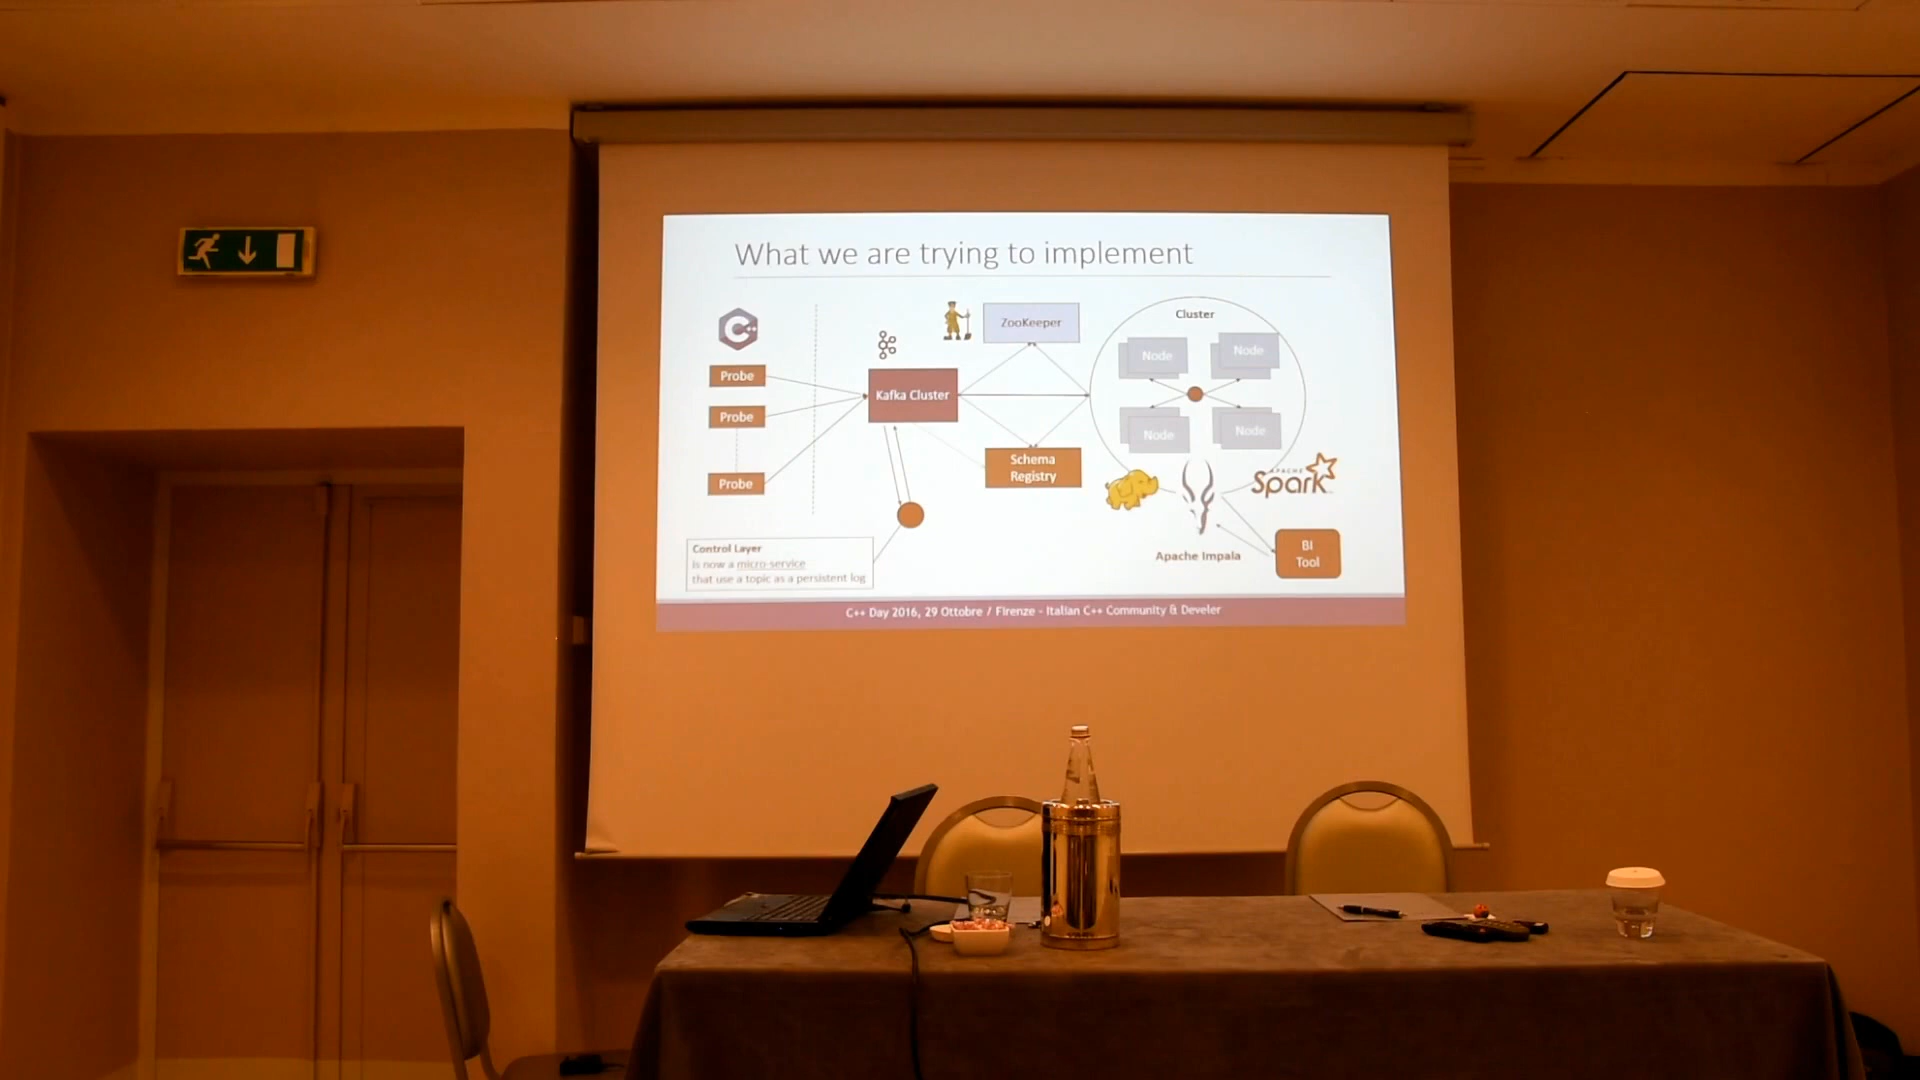 What we are trying to implement
C++
Probe
Probe
Probe
Kafka Cluster
ZooKeeper
Schema
Registry
Cluster
Node
Node
Node
Node
APACHE
Spark
Apache Impala
BI
Tool
Control Layer
is now a micro-service
that use a topic as a persistent log
C++ Day 2016, 29 Ottobre / Firenze - Italian C++ Community & Develer